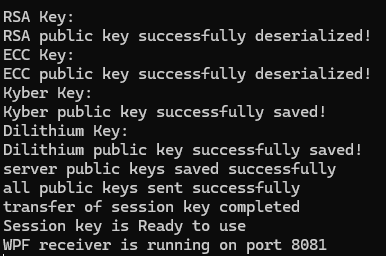 RSA Key:
RSA public key successfully deserialized!
ECC Key:
ECC public key successfully deserialized!
Kyber Key:
Kyber public key successfully saved!
Dilithium Key:
Dilithium public key successfully saved!
server public keys saved successfully
all public keys sent successfully
transfer of session key completed
Session key is Ready to use
WPF receiver is running on port 8081